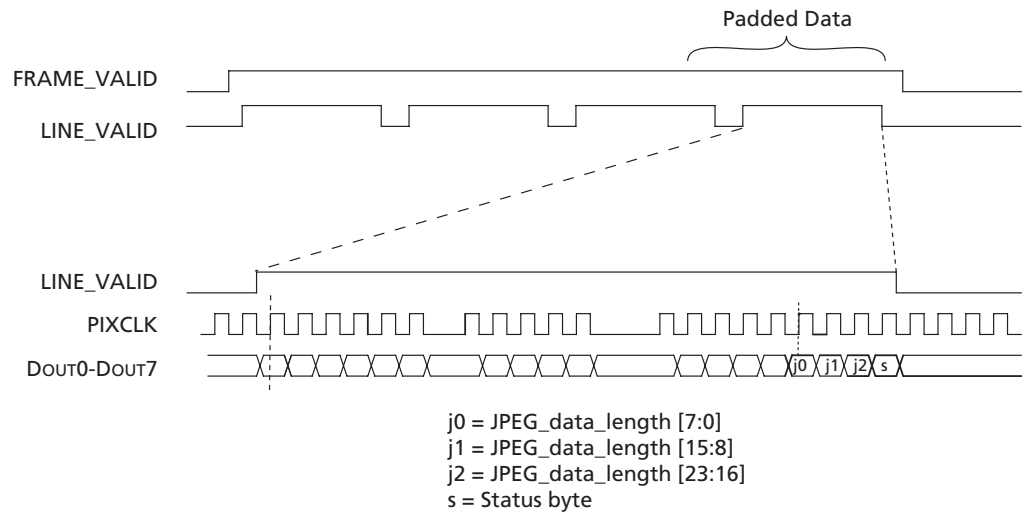 Padded Data
FRAME_VALID
LINE_VALID
LINE_VALID
PIXCLK
DOUT0-DOUT7
j0 j1 j2 s
j0 = JPEG_data_length [7:0]
j1 = JPEG_data_length [15:8]
j2 = JPEG_data_length [23:16]
s = Status byte